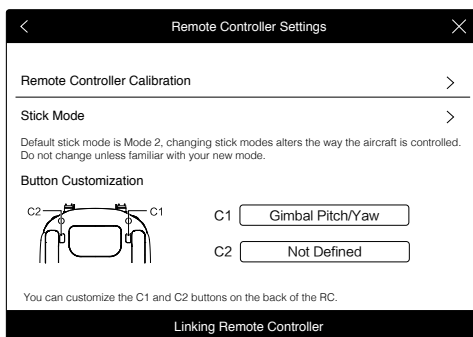 Remote Controller Settings
Remote Controller Calibration
Stick Mode
Default stick mode is Mode 2, changing stick modes alters the way the aircraft is controlled.
Do not change unless familiar with your new mode.
Button Customization
C2 C1
C1 Gimbal Pitch/Yaw
C2 Not Defined
You can customize the C1 and C2 buttons on the back of the RC.
Linking Remote Controller